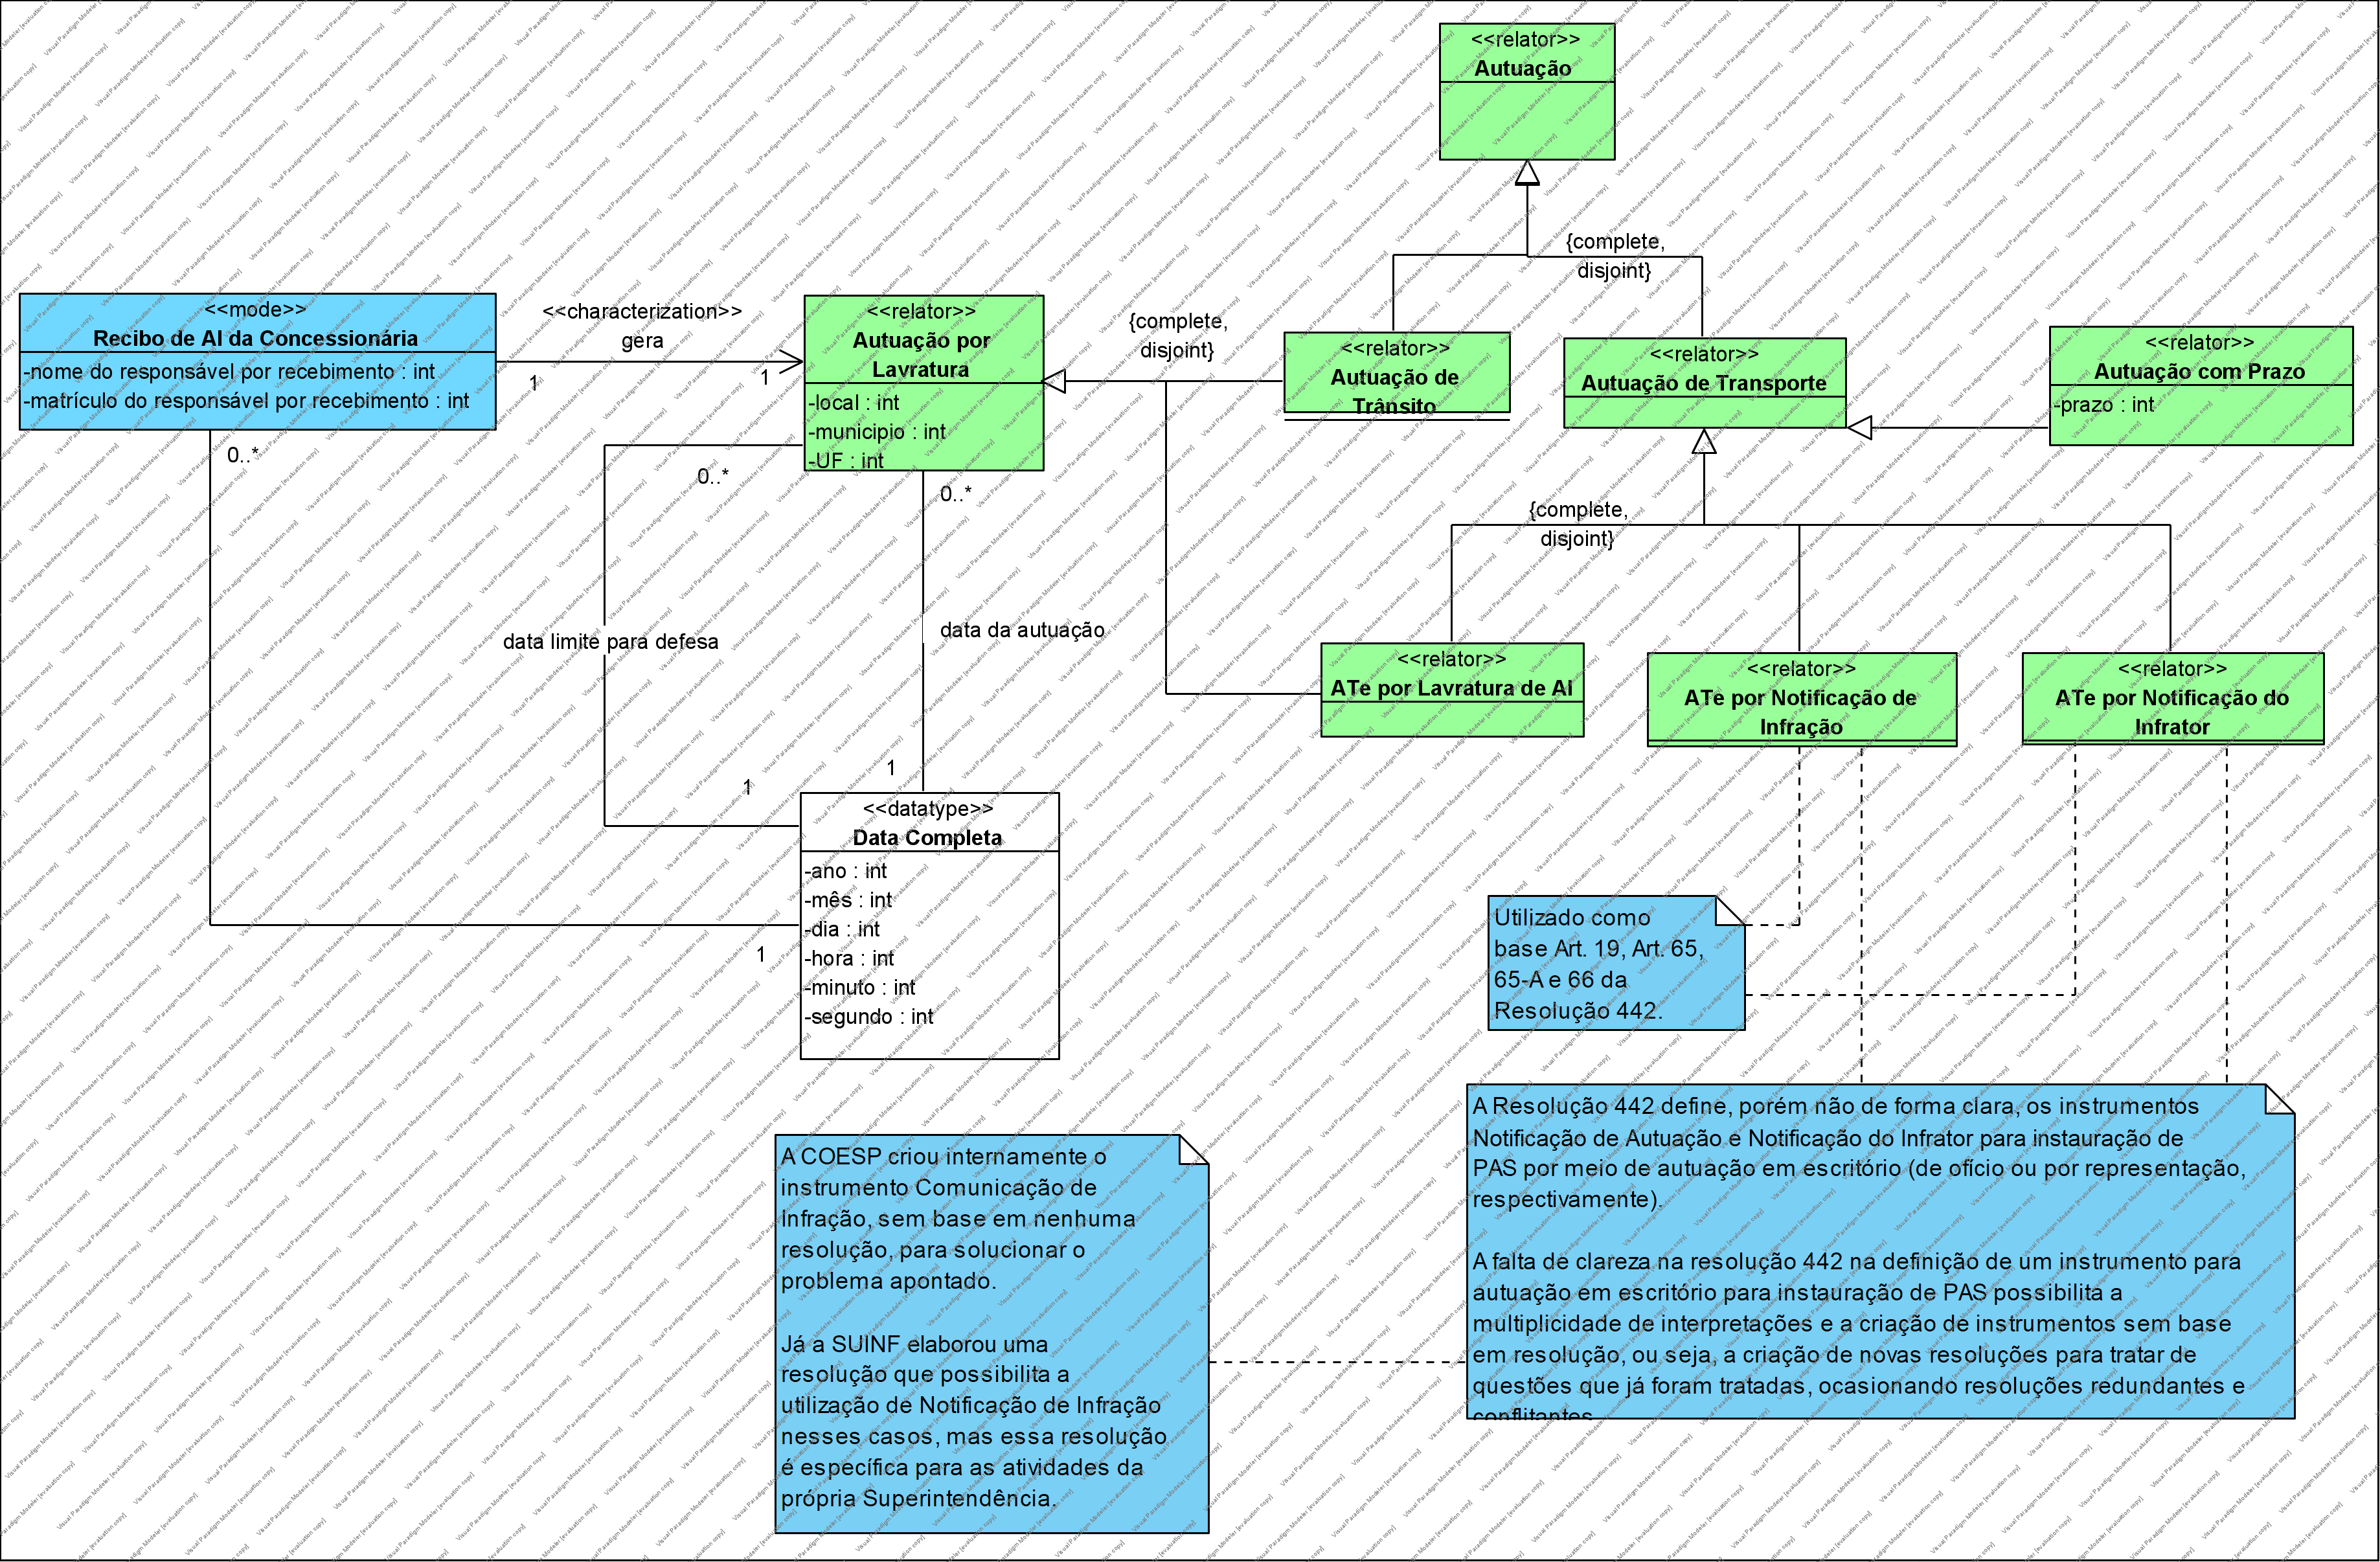 <<relator>>
Autuação
{complete,
disjoint}
<<mode>>
Recibo de AI da Concessionária
-nome do responsável por recebimento : int
-matrículo do responsável por recebimento : int
<<characterization>>
gera
1
1
0..*
<<relator>>
Autuação por
Lavratura
-local : int
-municipio : int
-UF : int
0..*
0..*
{complete,
disjoint}
<<relator>>
Autuação de
Trânsito
<<relator>>
Autuação de Transporte
<<relator>>
Autuação com Prazo
-prazo : int
{complete,
disjoint}
data limite para defesa
data da autuação
<<relator>>
ATe por Lavratura de AI
<<relator>>
ATe por Notificação de
Infração
<<relator>>
ATe por Notificação do
Infrator
1
1
1
<<datatype>>
Data Completa
-ano : int
-mês : int
-dia : int
-hora : int
-minuto : int
-segundo : int
Utilizado como
base Art. 19, Art. 65,
65-A e 66 da
Resolução 442.
A COESP criou internamente o
instrumento Comunicação de
Infração, sem base em nenhuma
resolução, para solucionar o
problema apontado.
Já a SUINF elaborou uma
resolução que possibilita a
utilização de Notificação de Infração
nesses casos, mas essa resolução
é específica para as atividades da
própria Superintendência.
A Resolução 442 define, porém não de forma clara, os instrumentos
Notificação de Autuação e Notificação do Infrator para instauração de
PAS por meio de autuação em escritório (de ofício ou por representação,
respectivamente).
A falta de clareza na resolução 442 na definição de um instrumento para
autuação em escritório para instauração de PAS possibilita a
multiplicidade de interpretações e a criação de instrumentos sem base
em resolução, ou seja, a criação de novas resoluções para tratar de
questões que já foram tratadas, ocasionando resoluções redundantes e
conflitantes.
Visual Paradigm Modeler [evaluation copy]